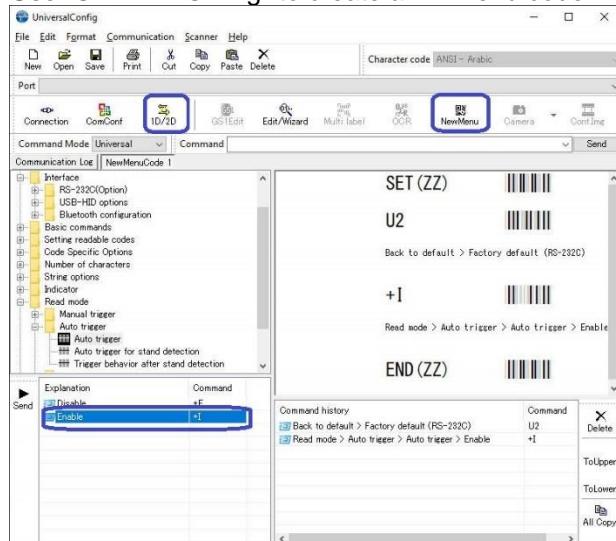 UniversalConfig
File Edit Format Communication Scanner Help
New Open Save Print Cut Copy Paste Delete
Character code ANSI - Arabic
Port
Connection ComConf 1D/2D GS1Edit Edit/Wizard Multi label OCR NewMenu Camera ContImg
Command Mode Universal Command Send
Communication Log NewMenuCode 1
Interface
RS-232C(Option)
USB-HID options
Bluetooth configuration
Basic commands
Setting readable codes
Code Specific Options
Number of characters
String options
Indicator
Read mode
Manual trigger
Auto trigger
Auto trigger
Auto trigger for stand detection
Trigger behavior after stand detection
SET (ZZ)
U2
Back to default > Factory default (RS-232C)
+I
Read mode > Auto trigger > Auto trigger > Enable
END (ZZ)
Send
Explanation Command
Disable +F
Enable +I
Command history Command
Back to default > Factory default (RS-232C) U2
Read mode > Auto trigger > Auto trigger > Enable +I
Delete
ToUpper
ToLower
All Copy